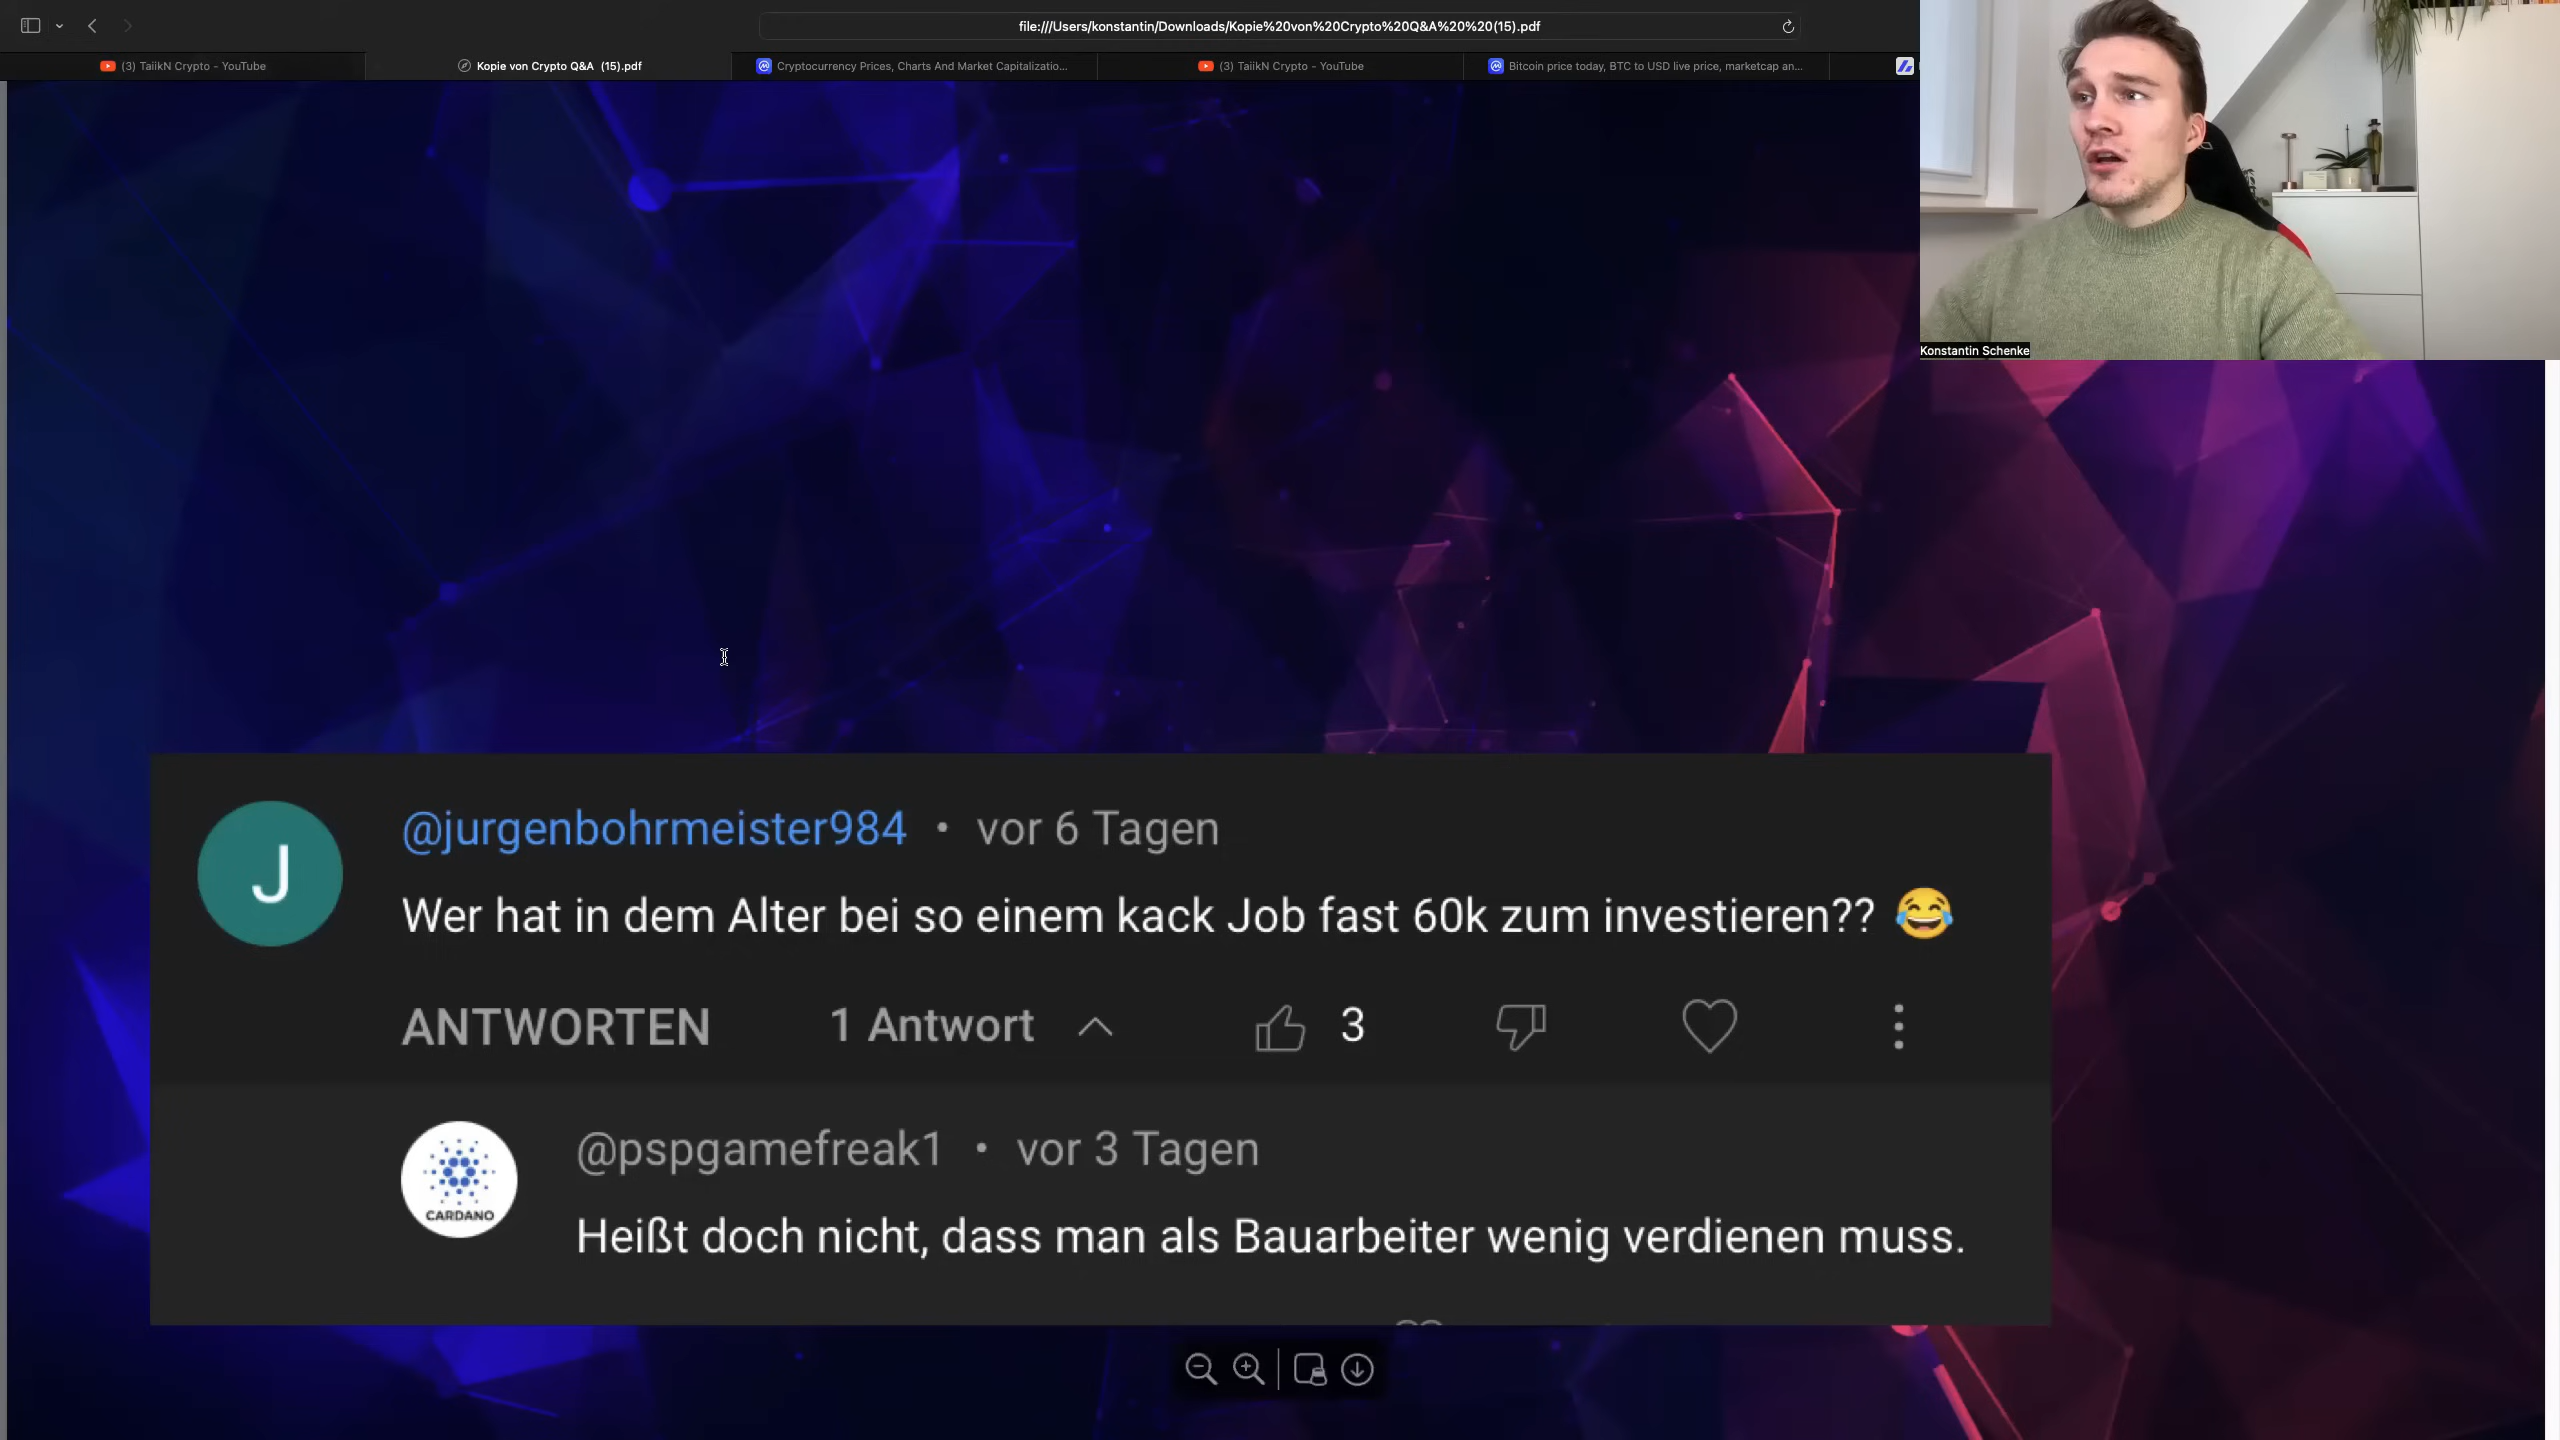 file:///Users/konstantin/Downloads/Kopie%20von%20Crypto%20Q&A%20%20(15).pdf
(3) TaiikN Crypto - YouTube
Kopie von Crypto Q&A (15).pdf
Cryptocurrency Prices, Charts And Market Capitalizatio...
(3) TaiikN Crypto - YouTube
Bitcoin price today, BTC to USD live price, marketcap an...
Konstantin Schenke
J
@jurgenbohrmeister984 • vor 6 Tagen
Wer hat in dem Alter bei so einem kack Job fast 60k zum investieren?? 😂
ANTWORTEN 1 Antwort 3
CARDANO
@pspgamefreak1 • vor 3 Tagen
Heißt doch nicht, dass man als Bauarbeiter wenig verdienen muss.